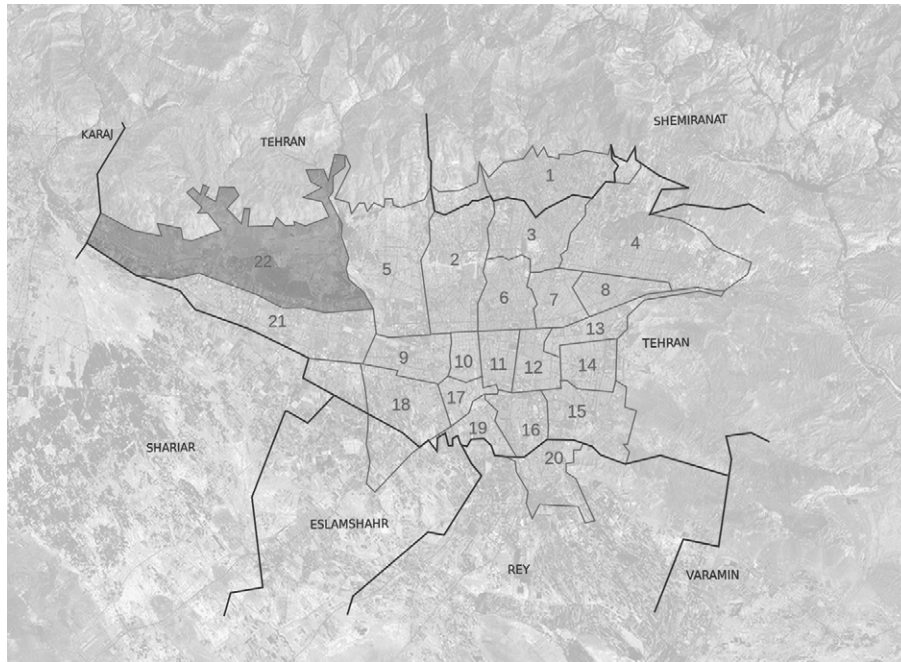 SHEMIRANAT
KARAJ
TEHRAN
1
3
4
2
22
5
8
6
7
21
13
TEHRAN
9
10
11
12
14
17
18
15
19
16
SHARIAR
20
ESLAMSHAHR
REY
VARAMIN